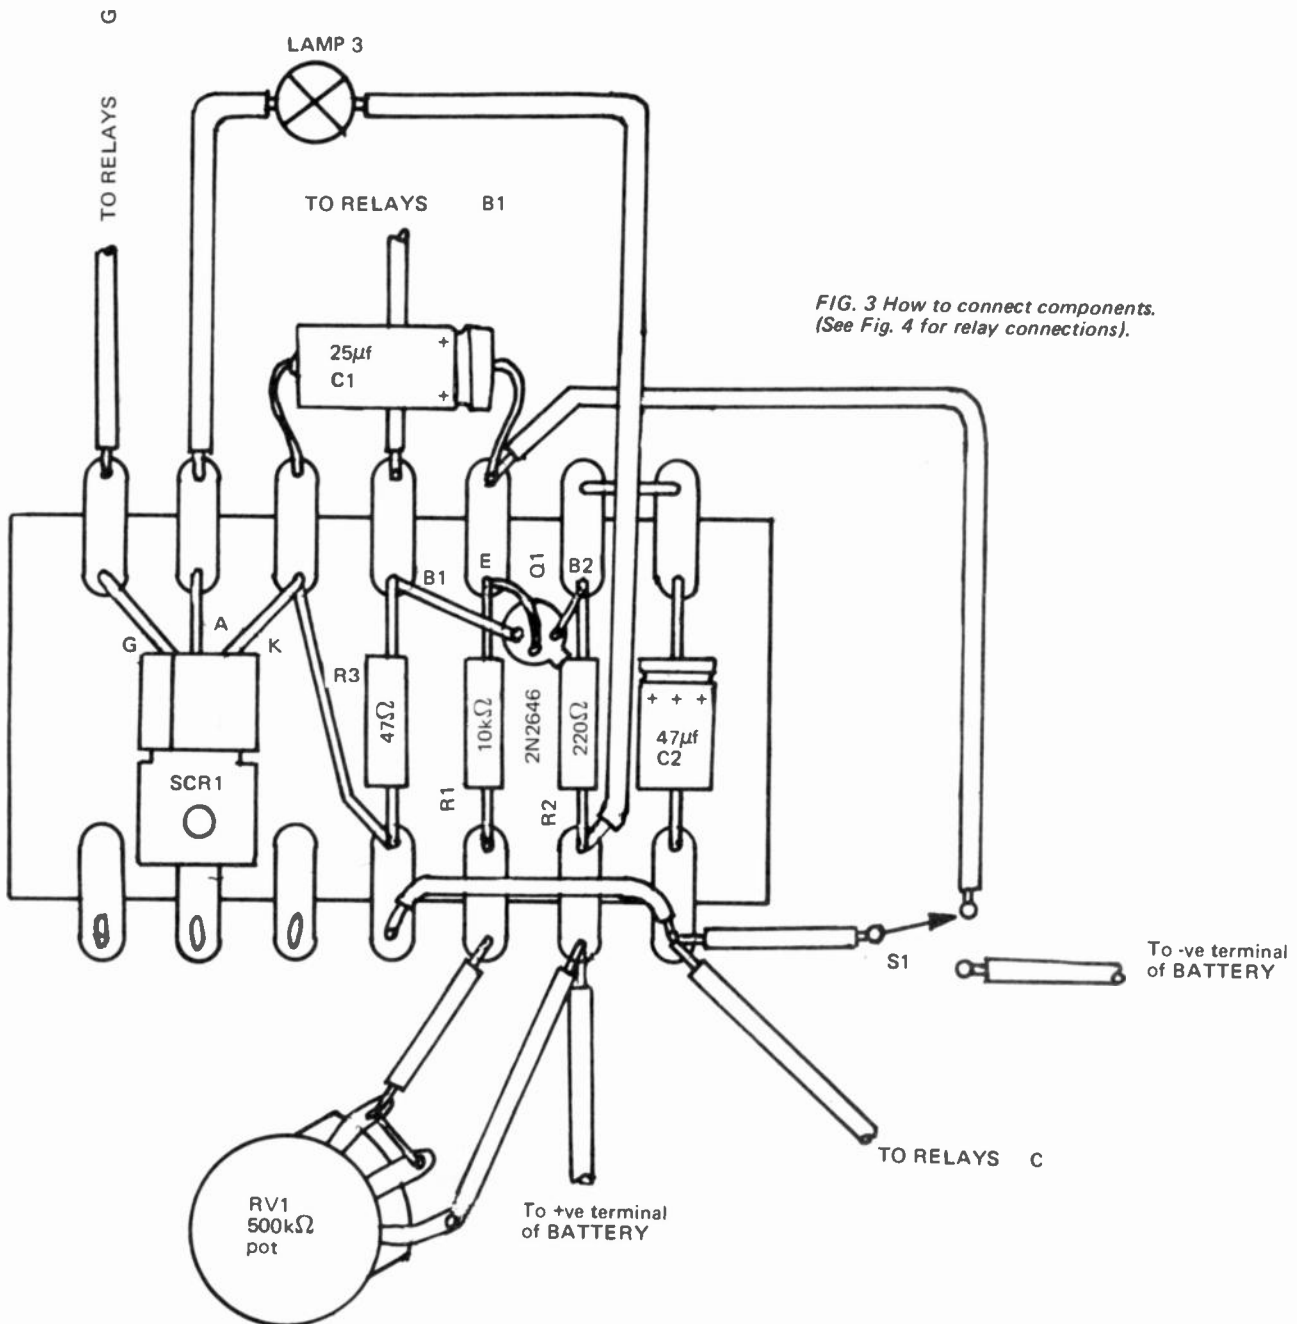 G
LAMP 3
TO RELAYS
TO RELAYS B1
FIG. 3 How to connect components.
(See Fig. 4 for relay connections).
25µf
C1
+
+
E
Q1
B2
B1
A
G
K
R3
47Ω
10kΩ
2N2646
220Ω
+ + +
47µf
C2
SCR1
R1
R2
S1
To -ve terminal
of BATTERY
TO RELAYS C
RV1
500kΩ
pot
To +ve terminal
of BATTERY